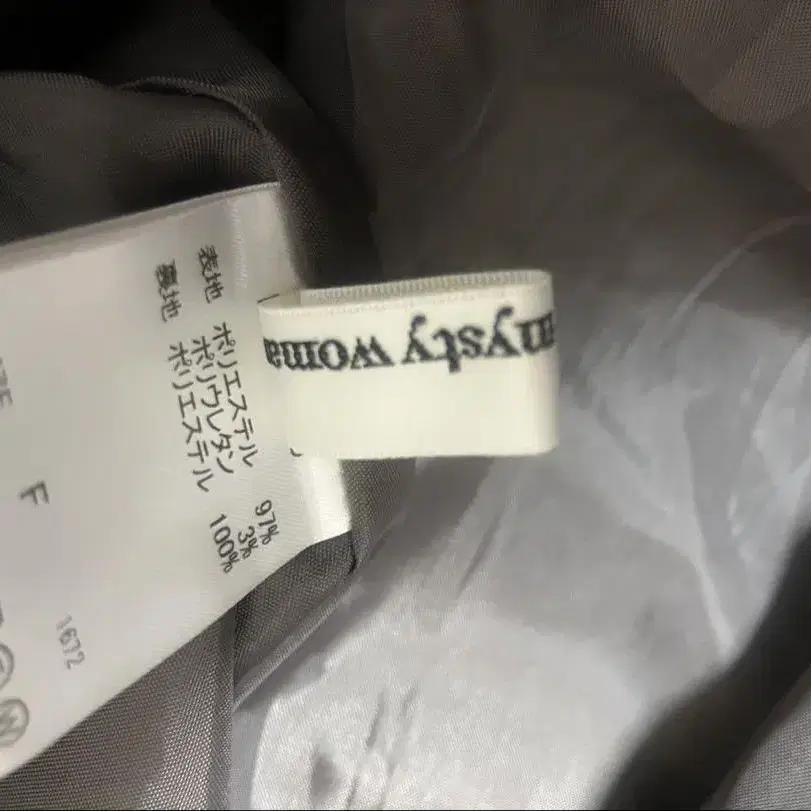 mysty woma
表地 ポリエステル 97%
ポリウレタン 3%
裏地 ポリエステル 100%
F
1672